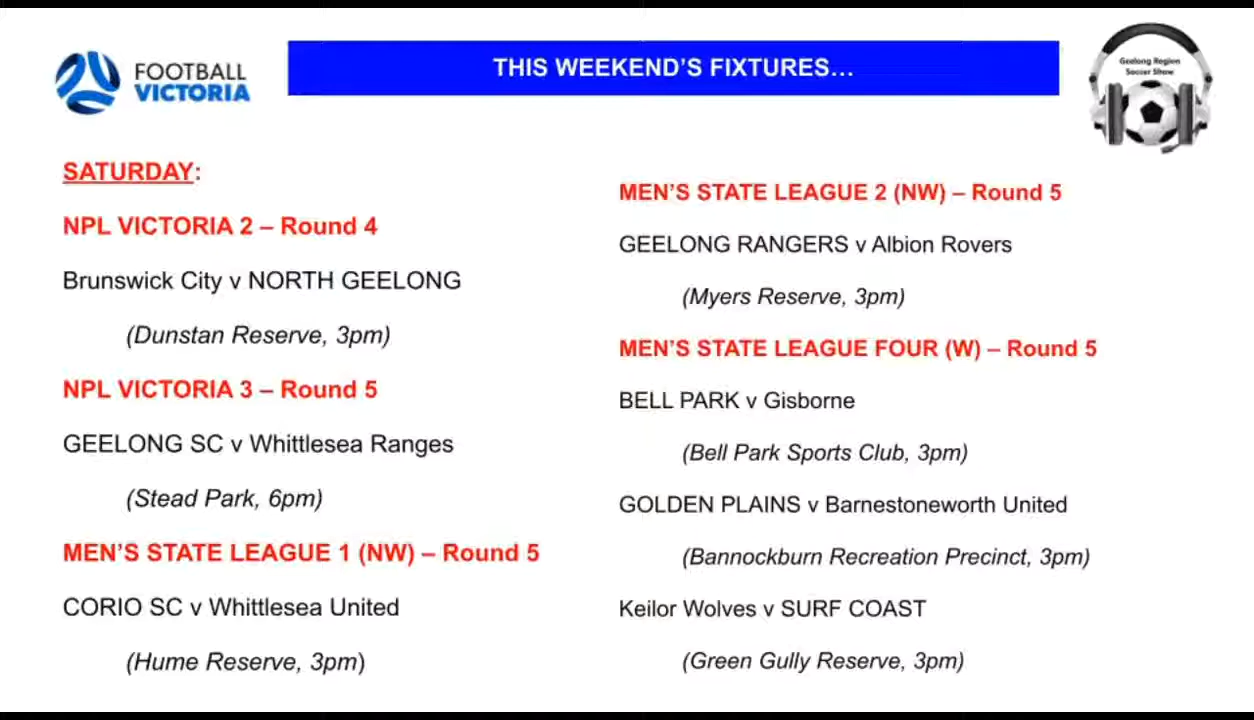 FOOTBALL
VICTORIA
THIS WEEKEND'S FIXTURES...
Geelong Region
Soccer Show
SATURDAY:
NPL VICTORIA 2 – Round 4
Brunswick City v NORTH GEELONG
(Dunstan Reserve, 3pm)
NPL VICTORIA 3 – Round 5
GEELONG SC v Whittlesea Ranges
(Stead Park, 6pm)
MEN'S STATE LEAGUE 1 (NW) – Round 5
CORIO SC v Whittlesea United
(Hume Reserve, 3pm)
MEN'S STATE LEAGUE 2 (NW) – Round 5
GEELONG RANGERS v Albion Rovers
(Myers Reserve, 3pm)
MEN'S STATE LEAGUE FOUR (W) – Round 5
BELL PARK v Gisborne
(Bell Park Sports Club, 3pm)
GOLDEN PLAINS v Barnestoneworth United
(Bannockburn Recreation Precinct, 3pm)
Keilor Wolves v SURF COAST
(Green Gully Reserve, 3pm)